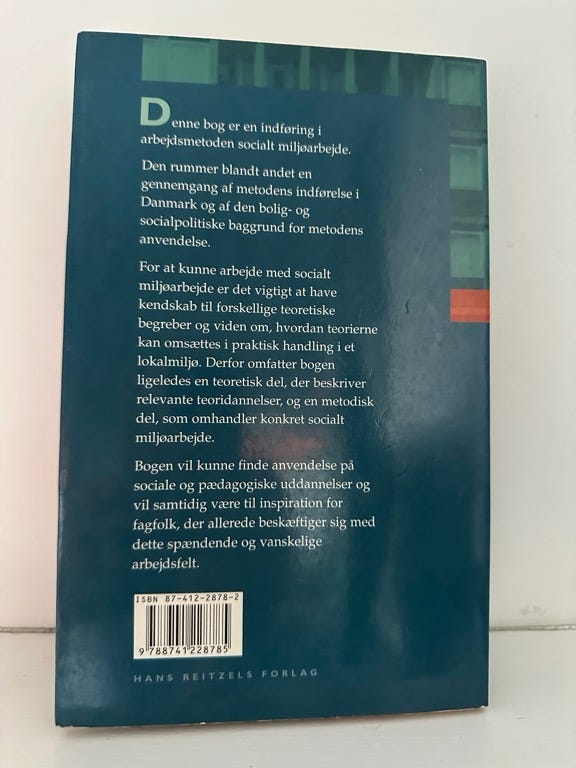 Denne bog er en indføring i
arbejdsmetoden socialt miljøarbejde.
Den rummer blandt andet en
gennemgang af metodens indførelse i
Danmark og af den bolig- og
socialpolitiske baggrund for metodens
anvendelse.
For at kunne arbejde med socialt
miljøarbejde er det vigtigt at have
kendskab til forskellige teoretiske
begreber og viden om, hvordan teorierne
kan omsættes i praktisk handling i et
lokalmiljø. Derfor omfatter bogen
ligeledes en teoretisk del, der beskriver
relevante teoridannelser, og en metodisk
del, som omhandler konkret socialt
miljøarbejde.
Bogen vil kunne finde anvendelse på
sociale og pædagogiske uddannelser og
vil samtidig være til inspiration for
fagfolk, der allerede beskæftiger sig med
dette spændende og vanskelige
arbejdsfelt.
ISBN 87-412-2878-2
9 788741 228785
HANS REITZELS FORLAG